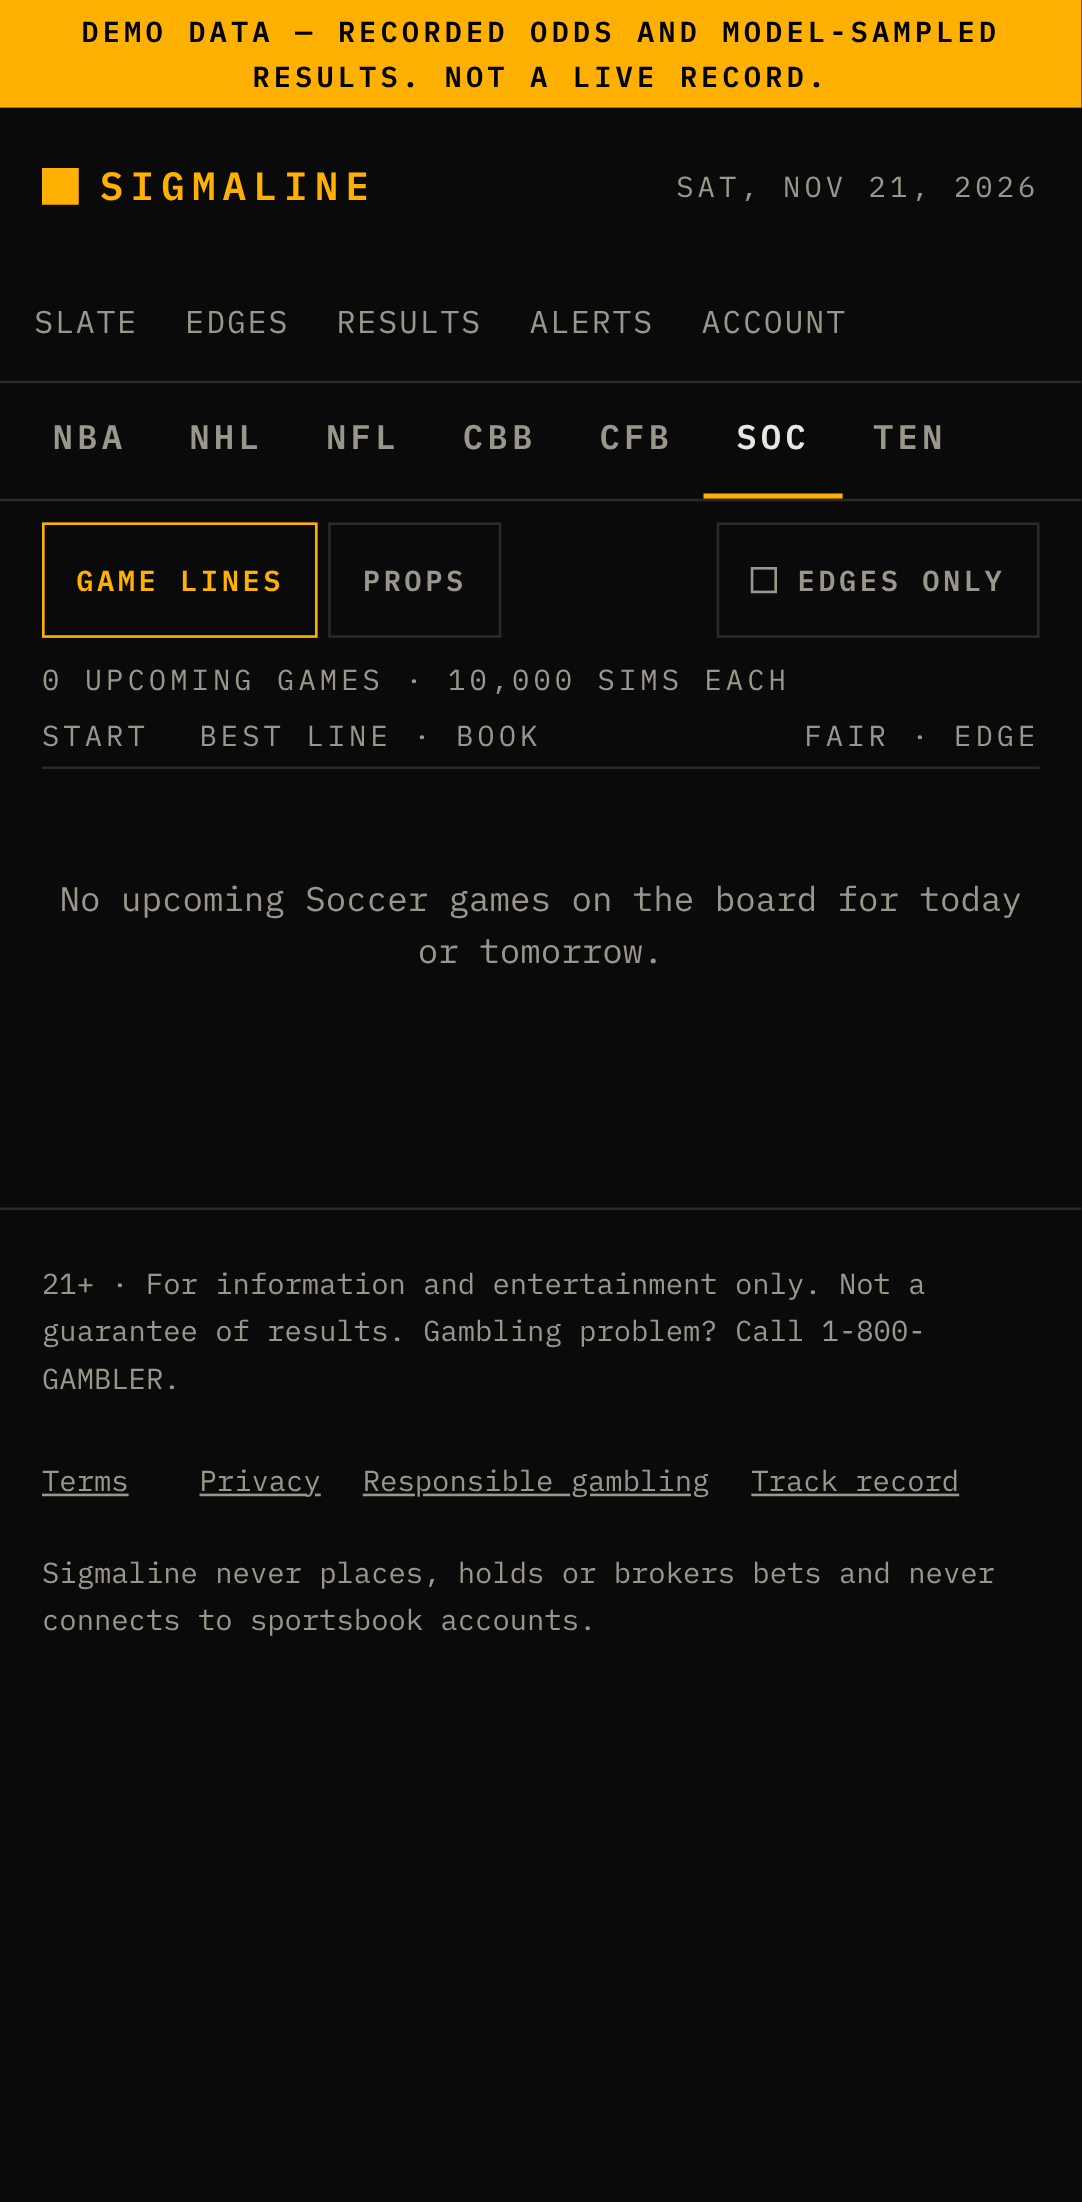 DEMO DATA — RECORDED ODDS AND MODEL-SAMPLED
RESULTS. NOT A LIVE RECORD.
SIGMALINE
SAT, NOV 21, 2026
SLATE EDGES RESULTS ALERTS ACCOUNT
NBA NHL NFL CBB CFB SOC TEN
GAME LINES PROPS EDGES ONLY
0 UPCOMING GAMES · 10,000 SIMS EACH
START BEST LINE · BOOK FAIR · EDGE
No upcoming Soccer games on the board for today
or tomorrow.
21+ · For information and entertainment only. Not a
guarantee of results. Gambling problem? Call 1-800-
GAMBLER.
Terms Privacy Responsible gambling Track record
Sigmaline never places, holds or brokers bets and never
connects to sportsbook accounts.